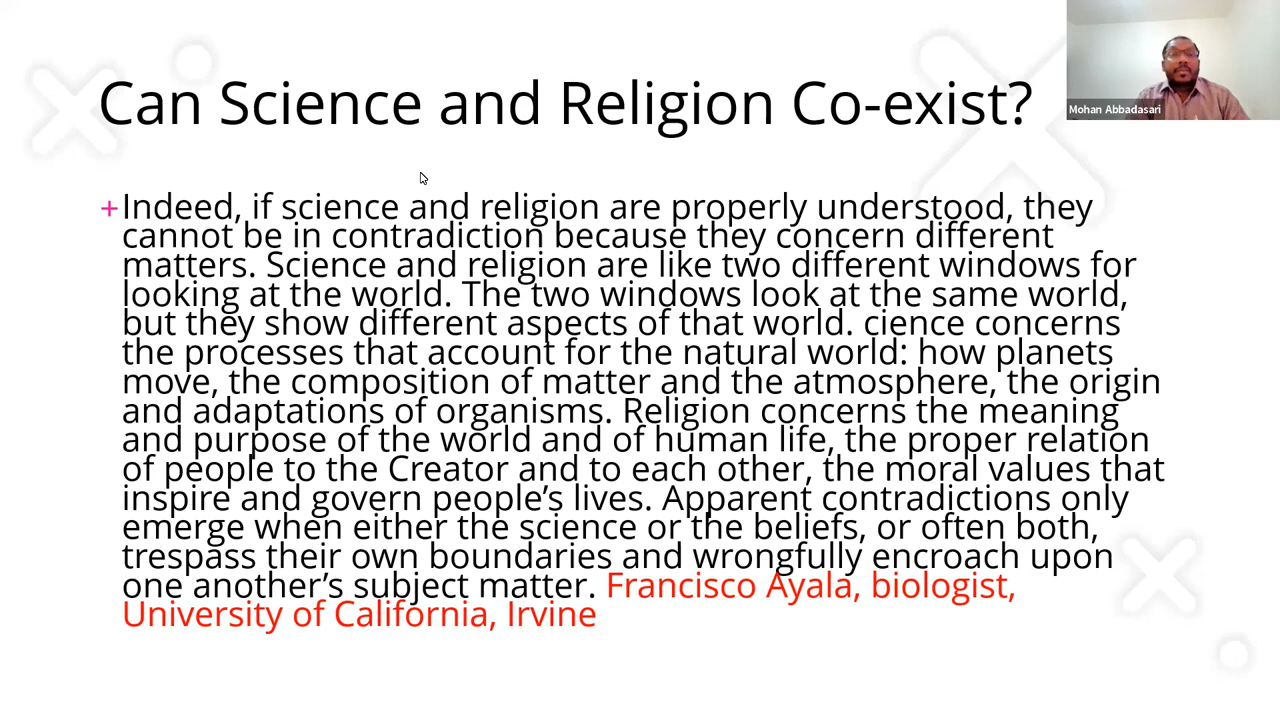 Can Science and Religion Co-exist?
Mohan Abbadasari
+Indeed, if science and religion are properly understood, they
cannot be in contradiction because they concern different
matters. Science and religion are like two different windows for
looking at the world. The two windows look at the same world,
but they show different aspects of that world. cience concerns
the processes that account for the natural world: how planets
move, the composition of matter and the atmosphere, the origin
and adaptations of organisms. Religion concerns the meaning
and purpose of the world and of human life, the proper relation
of people to the Creator and to each other, the moral values that
inspire and govern people’s lives. Apparent contradictions only
emerge when either the science or the beliefs, or often both,
trespass their own boundaries and wrongfully encroach upon
one another’s subject matter. Francisco Ayala, biologist,
University of California, Irvine